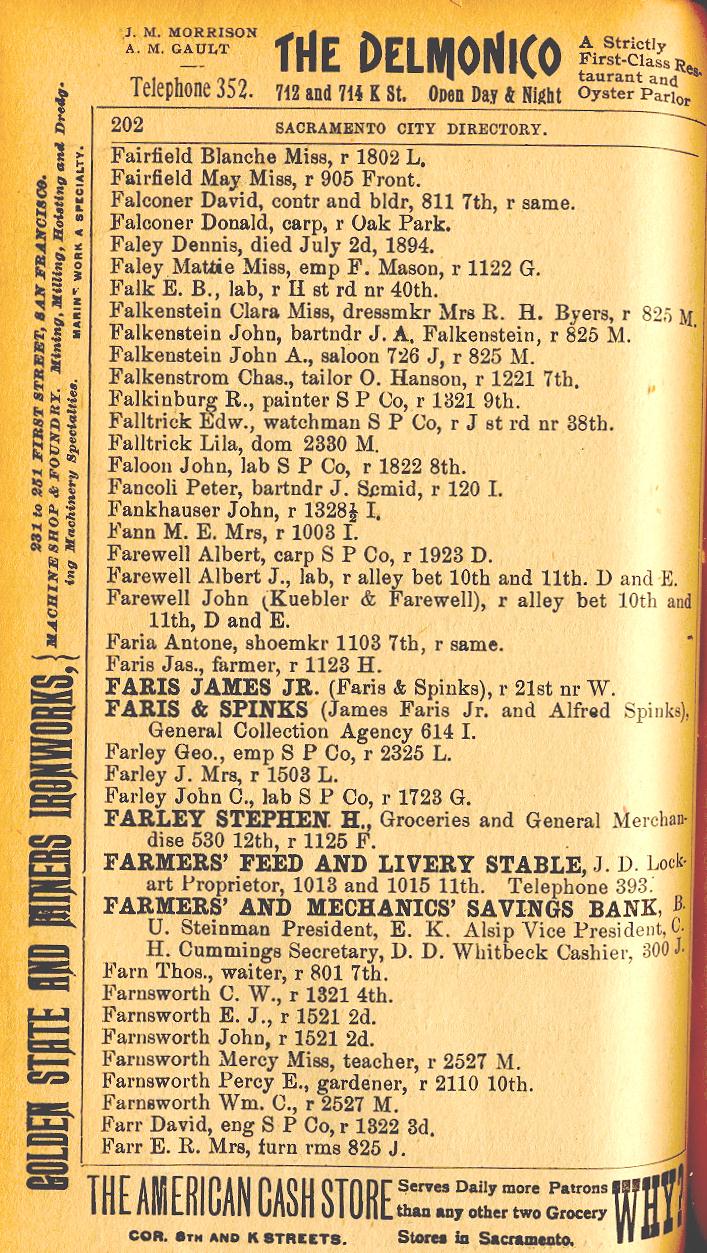 J. M. MORRISON
A. M. GAULT
Telephone 352.
THE DELMONICO
712 and 714 K St. Open Day & Night
A Strictly
First-Class Res-
taurant and
Oyster Parlor
202 SACRAMENTO CITY DIRECTORY.
Fairfield Blanche Miss, r 1802 L.
Fairfield May Miss, r 905 Front.
Falconer David, contr and bldr, 811 7th, r same.
Falconer Donald, carp, r Oak Park.
Faley Dennis, died July 2d, 1894.
Faley Mattie Miss, emp F. Mason, r 1122 G.
Falk E. B., lab, r H st rd nr 40th.
Falkenstein Clara Miss, dressmkr Mrs R. H. Byers, r 825 M.
Falkenstein John, bartndr J. A. Falkenstein, r 825 M.
Falkenstein John A., saloon 726 J, r 825 M.
Falkenstrom Chas., tailor O. Hanson, r 1221 7th.
Falkinburg R., painter S P Co, r 1321 9th.
Falltrick Edw., watchman S P Co, r J st rd nr 38th.
Falltrick Lila, dom 2330 M.
Faloon John, lab S P Co, r 1822 8th.
Fancoli Peter, bartndr J. Semid, r 120 I.
Fankhauser John, r 1328½ I.
Fann M. E. Mrs, r 1003 I.
Farewell Albert, carp S P Co, r 1923 D.
Farewell Albert J., lab, r alley bet 10th and 11th. D and E.
Farewell John (Kuebler & Farewell), r alley bet 10th and
11th, D and E.
Faria Antone, shoemkr 1103 7th, r same.
Faris Jas., farmer, r 1123 H.
FARIS JAMES JR. (Faris & Spinks), r 21st nr W.
FARIS & SPINKS (James Faris Jr. and Alfred Spinks),
General Collection Agency 614 I.
Farley Geo., emp S P Co, r 2325 L.
Farley J. Mrs, r 1503 L.
Farley John C., lab S P Co, r 1723 G.
FARLEY STEPHEN H., Groceries and General Merchan-
dise 530 12th, r 1125 F.
FARMERS' FEED AND LIVERY STABLE, J. D. Lock-
art Proprietor, 1013 and 1015 11th. Telephone 393.
FARMERS' AND MECHANICS' SAVINGS BANK, B.
U. Steinman President, E. K. Alsip Vice President, C.
H. Cummings Secretary, D. D. Whitbeck Cashier, 300 J.
Farn Thos., waiter, r 801 7th.
Farnsworth C. W., r 1321 4th.
Farnsworth E. J., r 1521 2d.
Farnsworth John, r 1521 2d.
Farnsworth Mercy Miss, teacher, r 2527 M.
Farnsworth Percy E., gardener, r 2110 10th.
Farnsworth Wm. C., r 2527 M.
Farr David, eng S P Co, r 1322 3d.
Farr E. R. Mrs, furn rms 825 J.
GOLDEN STATE AND MINERS IRONWORKS,
231 to 251 FIRST STREET, SAN FRANCISCO.
MACHINE SHOP & FOUNDRY. Mining, Milling, Hoisting and Dredg-
ing Machinery Specialties. MARINE WORK A SPECIALTY.
THE AMERICAN CASH STORE
COR. 8TH AND K STREETS.
Serves Daily more Patrons
than any other two Grocery
Stores in Sacramento.
WHY?